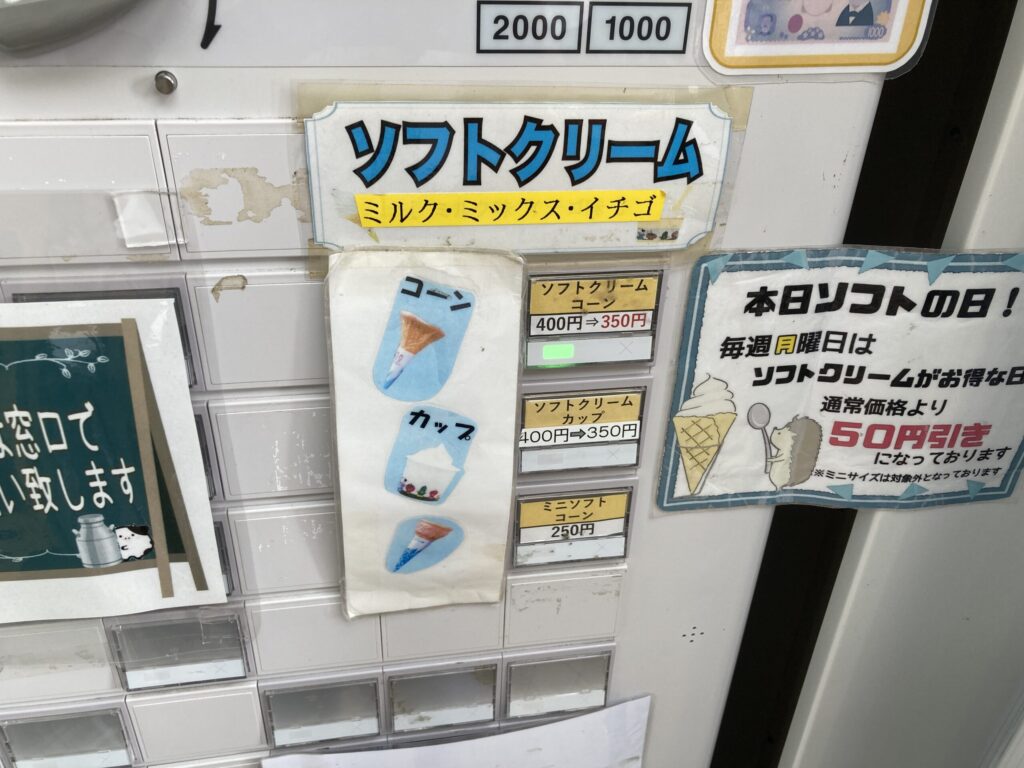 2000 1000
1000
ソフトクリーム
ミルク・ミックス・イチゴ
コーン
カップ
ソフトクリーム
コーン
400円⇒350円
ソフトクリーム
カップ
400円⇒350円
ミニソフト
コーン
250円
本日ソフトの日!
毎週月曜日は
ソフトクリームがお得な日
通常価格より
50円引き
になっております
※ミニサイズは対象外となっております
窓口で
い致します